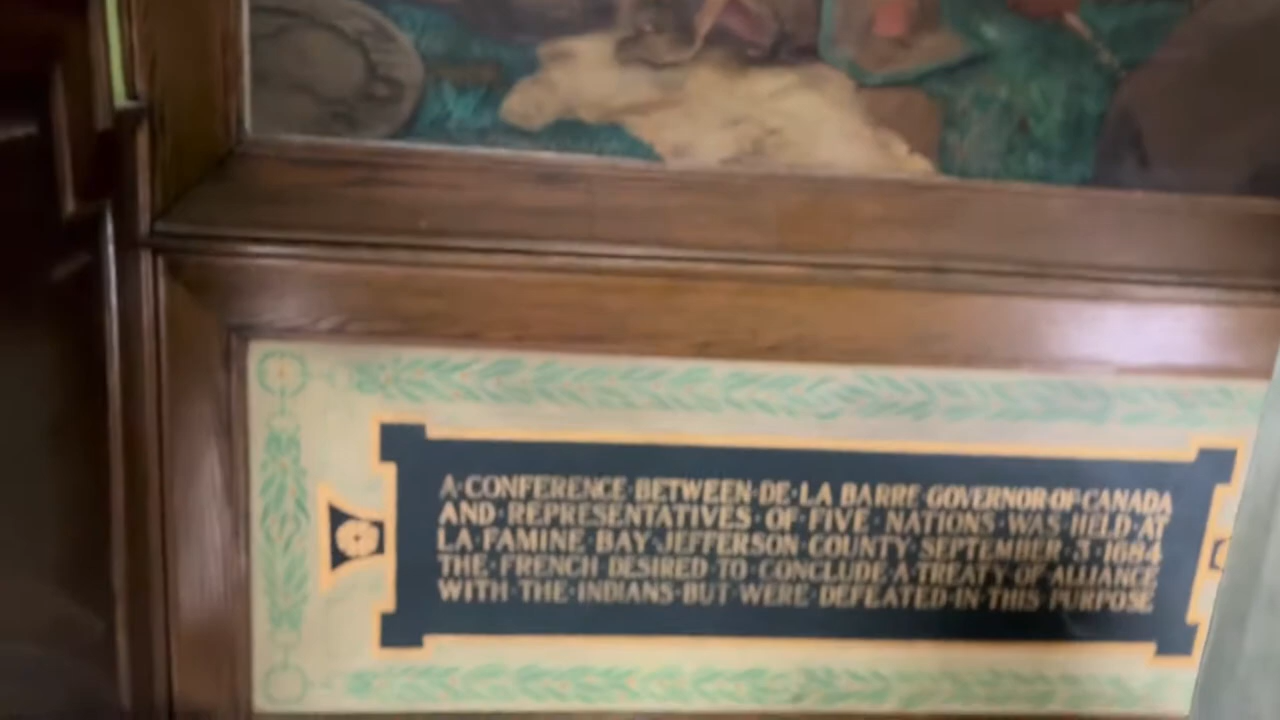 A·CONFERENCE·BETWEEN·DE·LA BARRE·GOVERNOR·OF·CANADA
AND·REPRESENTATIVES·OF·FIVE·NATIONS·WAS·HELD·AT
LA·FAMINE·BAY·JEFFERSON·COUNTY·SEPTEMBER·3·1684
THE·FRENCH·DESIRED·TO·CONCLUDE·A·TREATY·OF·ALLIANCE
WITH·THE·INDIANS·BUT·WERE·DEFEATED·IN·THIS·PURPOSE